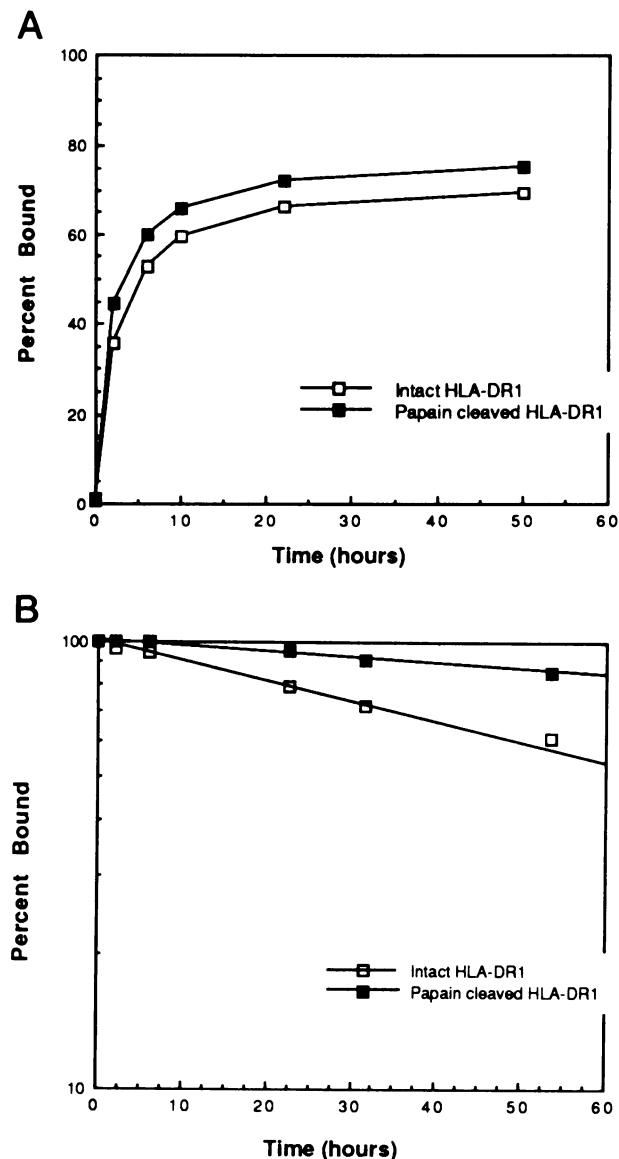 A
100
80
60
40
20
0
Percent Bound
Intact HLA-DR1
Papain cleaved HLA-DR1
0 10 20 30 40 50 60
Time (hours)
B
100
10
Percent Bound
Intact HLA-DR1
Papain cleaved HLA-DR1
0 10 20 30 40 50 60
Time (hours)